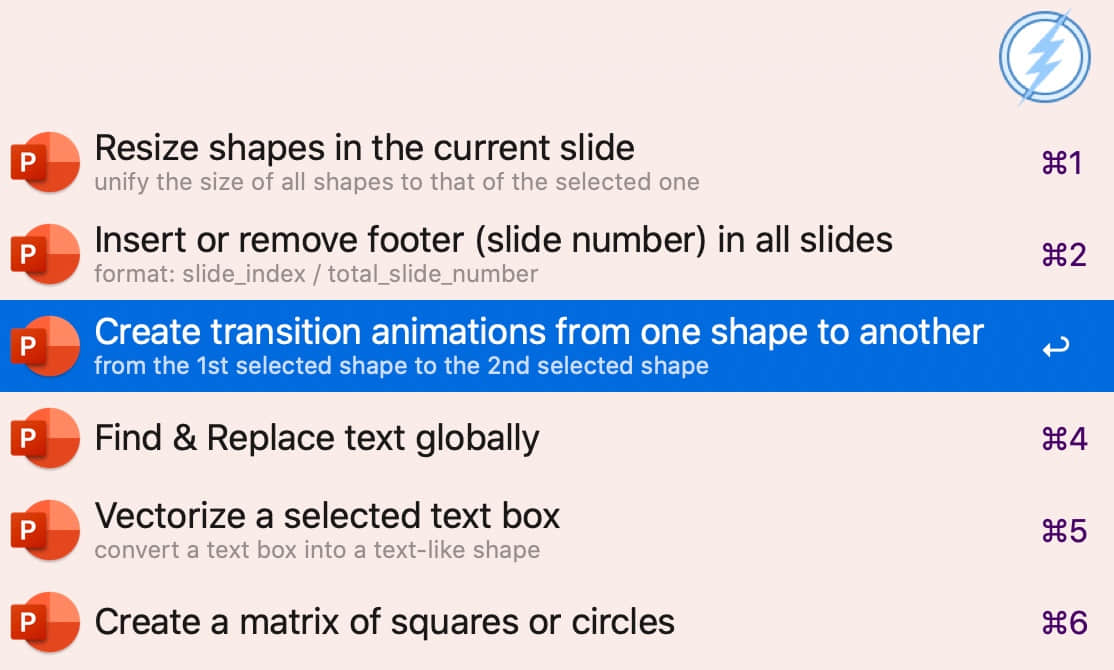 P Resize shapes in the current slide ⌘1
unify the size of all shapes to that of the selected one
P Insert or remove footer (slide number) in all slides ⌘2
format: slide_index / total_slide_number
P Create transition animations from one shape to another ↩
from the 1st selected shape to the 2nd selected shape
P Find & Replace text globally ⌘4
P Vectorize a selected text box ⌘5
convert a text box into a text-like shape
P Create a matrix of squares or circles ⌘6